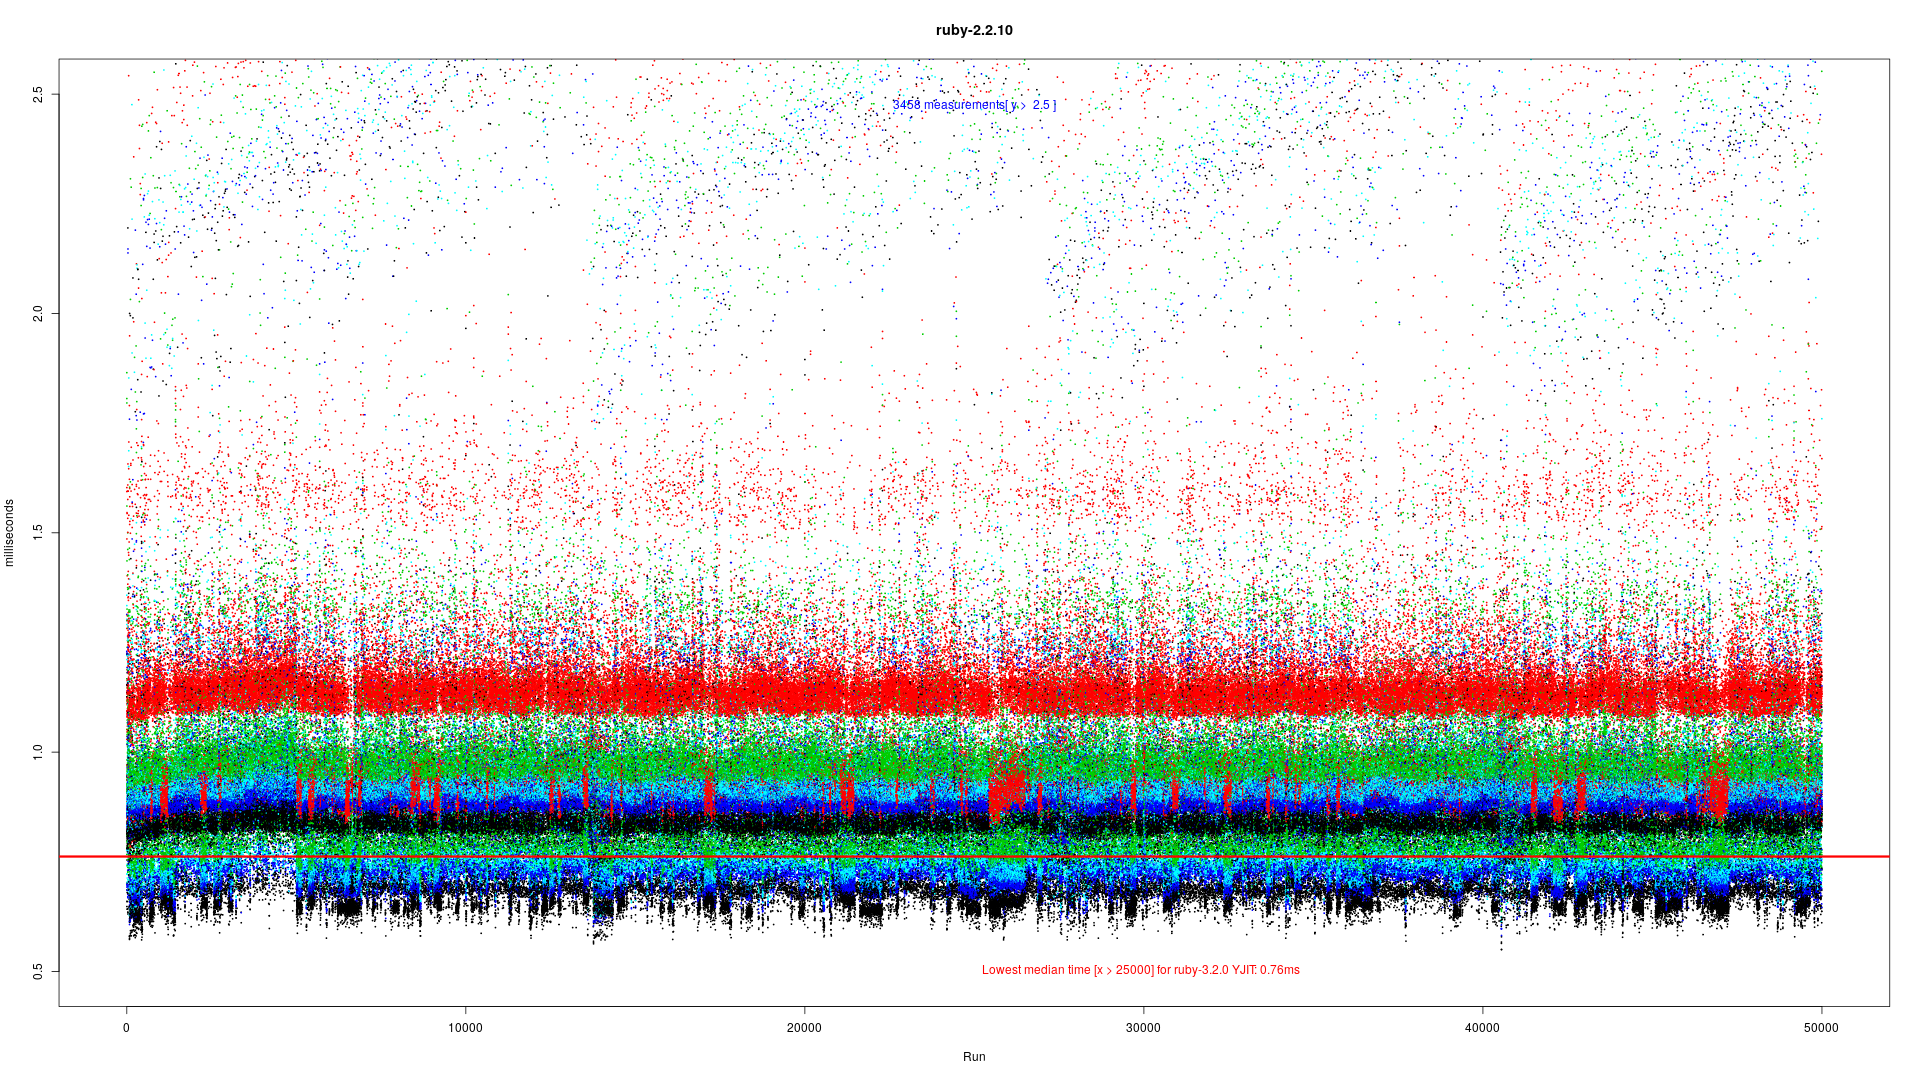 ruby-2.2.10
3458 measurements[ y > 2.5 ]
2.5
2.0
1.5
1.0
0.5
milliseconds
Lowest median time [x > 25000] for ruby-3.2.0 YJIT: 0.76ms
0 10000 20000 30000 40000 50000
Run